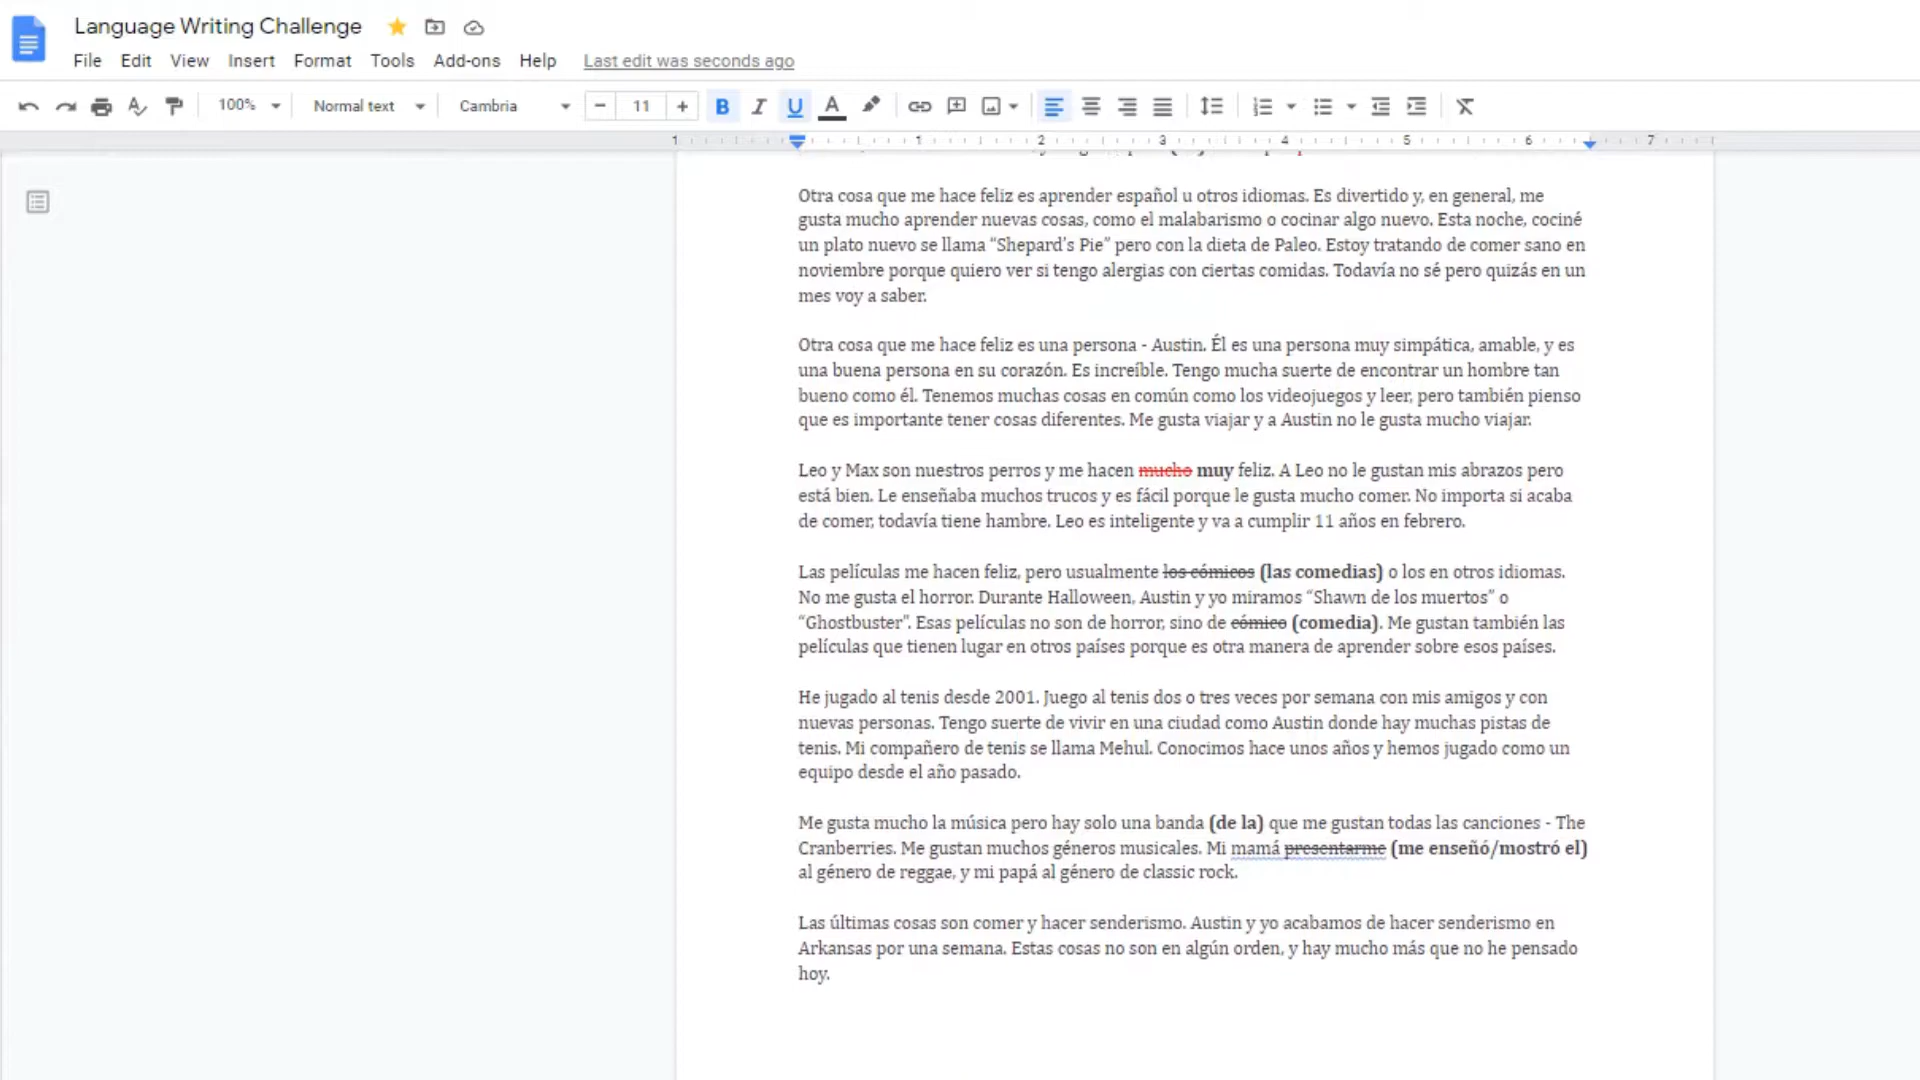 Language Writing Challenge
File Edit View Insert Format Tools Add-ons Help Last edit was seconds ago
100% Normal text Cambria 11 B I U A
1 1 2 3 4 5 6 7
Otra cosa que me hace feliz es aprender español u otros idiomas. Es divertido y, en general, me
gusta mucho aprender nuevas cosas, como el malabarismo o cocinar algo nuevo. Esta noche, cociné
un plato nuevo se llama “Shepard’s Pie” pero con la dieta de Paleo. Estoy tratando de comer sano en
noviembre porque quiero ver si tengo alergias con ciertas comidas. Todavía no sé pero quizás en un
mes voy a saber.
Otra cosa que me hace feliz es una persona - Austin. Él es una persona muy simpática, amable, y es
una buena persona en su corazón. Es increíble. Tengo mucha suerte de encontrar un hombre tan
bueno como él. Tenemos muchas cosas en común como los videojuegos y leer, pero también pienso
que es importante tener cosas diferentes. Me gusta viajar y a Austin no le gusta mucho viajar.
Leo y Max son nuestros perros y me hacen mucho muy feliz. A Leo no le gustan mis abrazos pero
está bien. Le enseñaba muchos trucos y es fácil porque le gusta mucho comer. No importa si acaba
de comer, todavía tiene hambre. Leo es inteligente y va a cumplir 11 años en febrero.
Las películas me hacen feliz, pero usualmente los cómicos (las comedias) o los en otros idiomas.
No me gusta el horror. Durante Halloween, Austin y yo miramos “Shawn de los muertos” o
“Ghostbuster”. Esas películas no son de horror, sino de cómico (comedia). Me gustan también las
películas que tienen lugar en otros países porque es otra manera de aprender sobre esos países.
He jugado al tenis desde 2001. Juego al tenis dos o tres veces por semana con mis amigos y con
nuevas personas. Tengo suerte de vivir en una ciudad como Austin donde hay muchas pistas de
tenis. Mi compañero de tenis se llama Mehul. Conocimos hace unos años y hemos jugado como un
equipo desde el año pasado.
Me gusta mucho la música pero hay solo una banda (de la) que me gustan todas las canciones - The
Cranberries. Me gustan muchos géneros musicales. Mi mamá presentarme (me enseñó/mostró el)
al género de reggae, y mi papá al género de classic rock.
Las últimas cosas son comer y hacer senderismo. Austin y yo acabamos de hacer senderismo en
Arkansas por una semana. Estas cosas no son en algún orden, y hay mucho más que no he pensado
hoy.